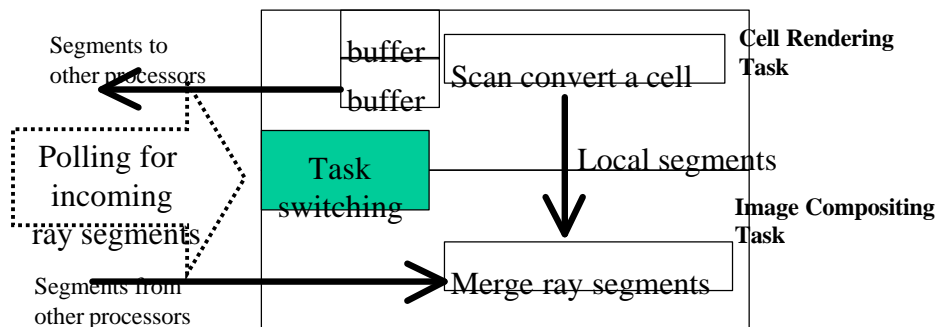 Segments to
other processors
buffer
buffer
Scan convert a cell
Cell Rendering
Task
Polling for
incoming
ray segments
Task
switching
Local segments
Image Compositing
Task
Segments from
other processors
Merge ray segments